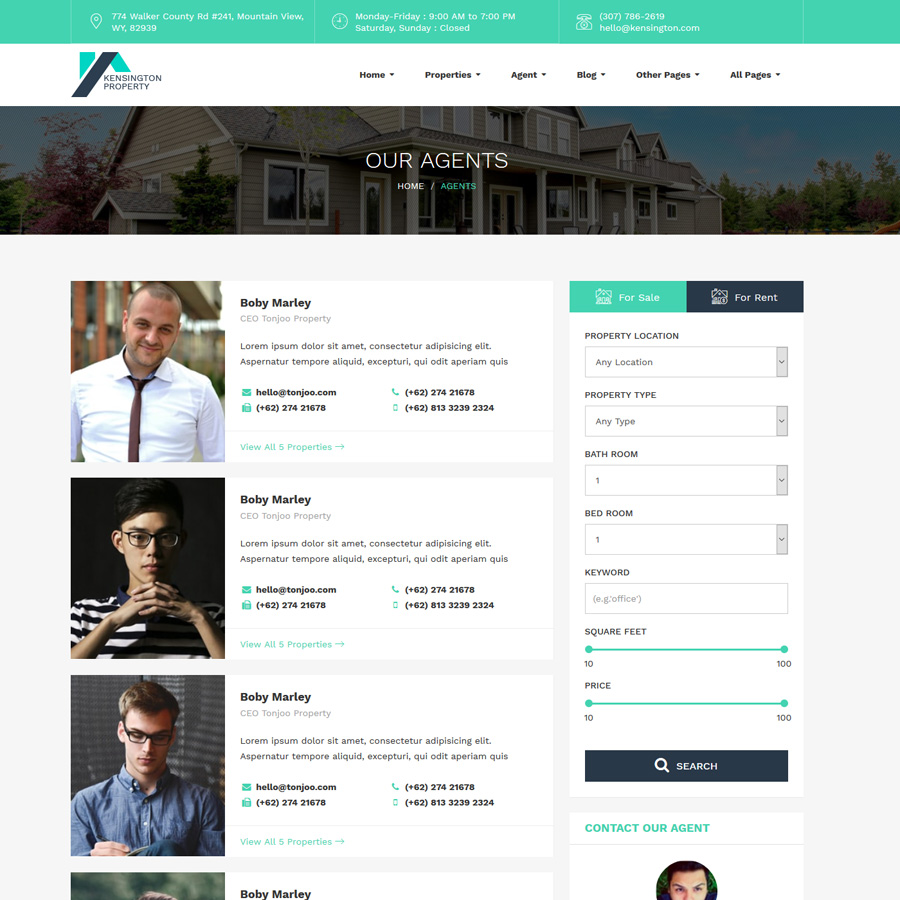 774 Walker County Rd #241, Mountain View,
WY, 82939
Monday-Friday : 9:00 AM to 7:00 PM
Saturday, Sunday : Closed
(307) 786-2619
hello@kensington.com
KENSINGTON
PROPERTY
Home
Properties
Agent
Blog
Other Pages
All Pages
OUR AGENTS
HOME / AGENTS
Boby Marley
CEO Tonjoo Property
Lorem ipsum dolor sit amet, consectetur adipisicing elit.
Aspernatur tempore aliquid, excepturi, qui odit aperiam quis
hello@tonjoo.com
(+62) 274 21678
(+62) 274 21678
(+62) 813 3239 2324
View All 5 Properties →
Boby Marley
CEO Tonjoo Property
Lorem ipsum dolor sit amet, consectetur adipisicing elit.
Aspernatur tempore aliquid, excepturi, qui odit aperiam quis
hello@tonjoo.com
(+62) 274 21678
(+62) 274 21678
(+62) 813 3239 2324
View All 5 Properties →
Boby Marley
CEO Tonjoo Property
Lorem ipsum dolor sit amet, consectetur adipisicing elit.
Aspernatur tempore aliquid, excepturi, qui odit aperiam quis
hello@tonjoo.com
(+62) 274 21678
(+62) 274 21678
(+62) 813 3239 2324
View All 5 Properties →
Boby Marley
For Sale
For Rent
PROPERTY LOCATION
Any Location
PROPERTY TYPE
Any Type
BATH ROOM
1
BED ROOM
1
KEYWORD
(e.g.'office')
SQUARE FEET
10 100
PRICE
10 100
SEARCH
CONTACT OUR AGENT